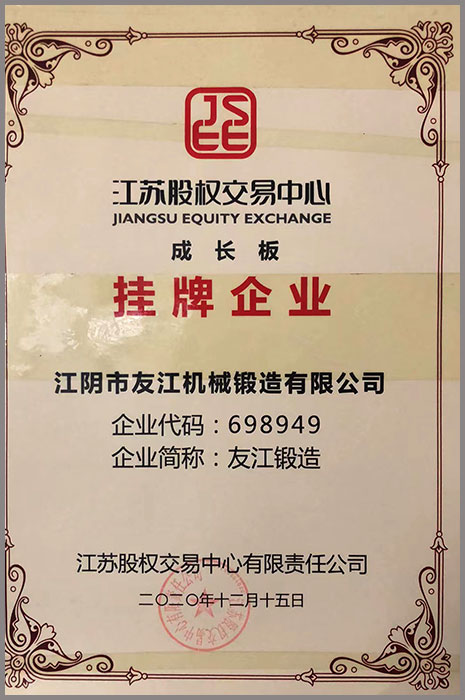 JS
EE
江苏股权交易中心
JIANGSU EQUITY EXCHANGE
成长板
挂牌企业
江阴市友江机械锻造有限公司
企业代码：698949
企业简称：友江锻造
江苏股权交易中心有限责任公司
二〇二〇年十二月十五日